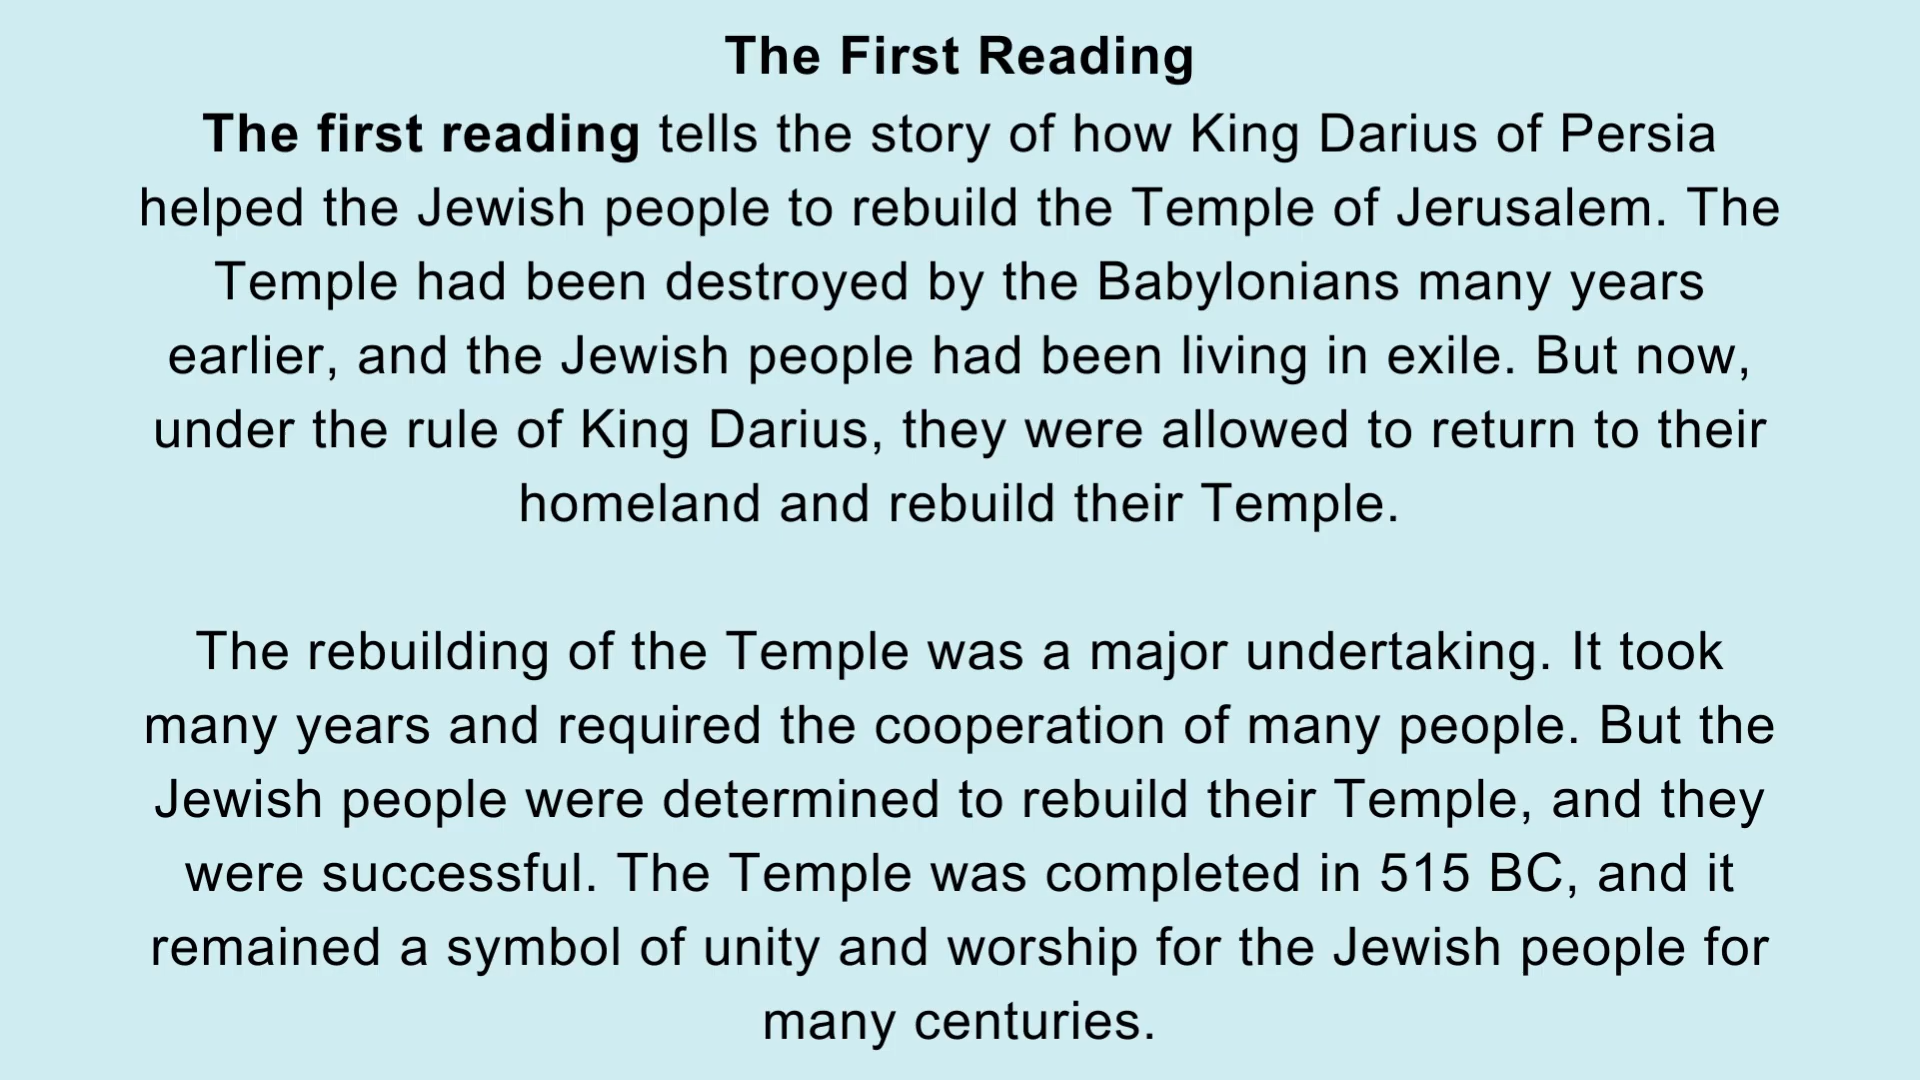 The First Reading
The first reading tells the story of how King Darius of Persia
helped the Jewish people to rebuild the Temple of Jerusalem. The
Temple had been destroyed by the Babylonians many years
earlier, and the Jewish people had been living in exile. But now,
under the rule of King Darius, they were allowed to return to their
homeland and rebuild their Temple.
The rebuilding of the Temple was a major undertaking. It took
many years and required the cooperation of many people. But the
Jewish people were determined to rebuild their Temple, and they
were successful. The Temple was completed in 515 BC, and it
remained a symbol of unity and worship for the Jewish people for
many centuries.